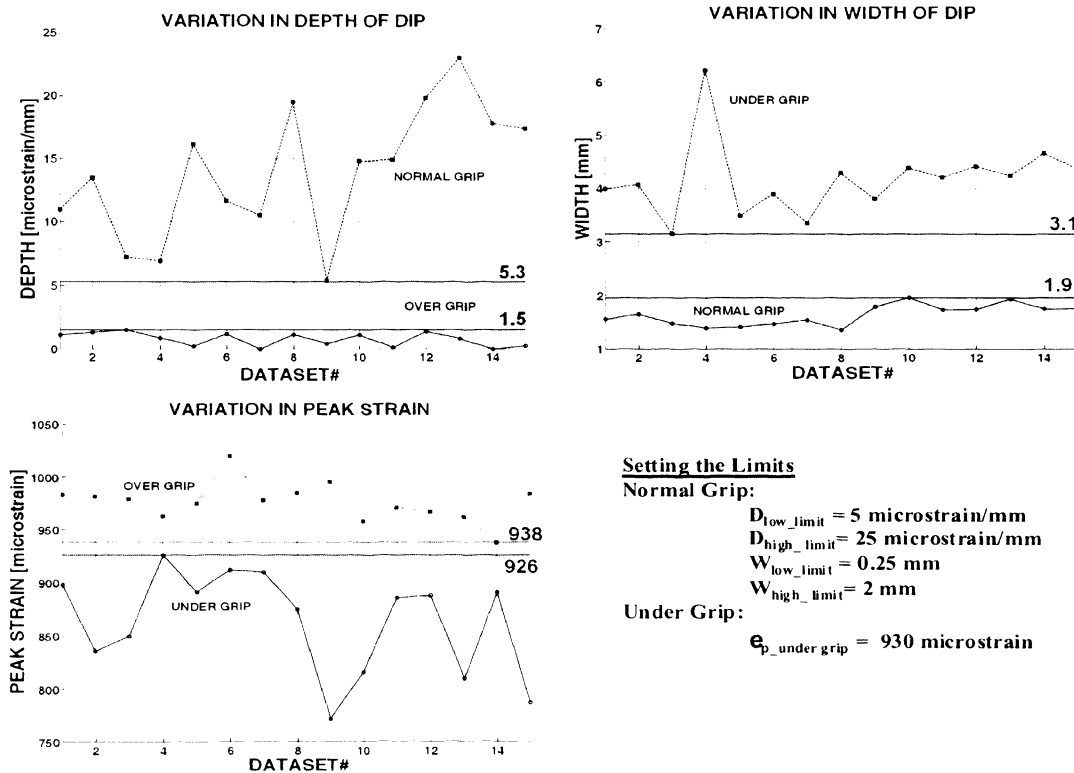 VARIATION IN DEPTH OF DIP
25
20
15
10
5
0
DEPTH [microstrain/mm]
NORMAL GRIP
5.3
OVER GRIP
1.5
2 4 6 8 10 12 14
DATASET#
VARIATION IN WIDTH OF DIP
7
6
5
4
3
2
1
WIDTH [mm]
UNDER GRIP
3.1
1.9
NORMAL GRIP
2 4 6 8 10 12 14
DATASET#
VARIATION IN PEAK STRAIN
1050
1000
950
900
850
800
750
PEAK STRAIN [microstrain]
OVER GRIP
938
926
UNDER GRIP
2 4 6 8 10 12 14
DATASET#
Setting the Limits
Normal Grip:
D low_limit = 5 microstrain/mm
D high_limit = 25 microstrain/mm
W low_limit = 0.25 mm
W high_limit = 2 mm
Under Grip:
e p_under grip = 930 microstrain